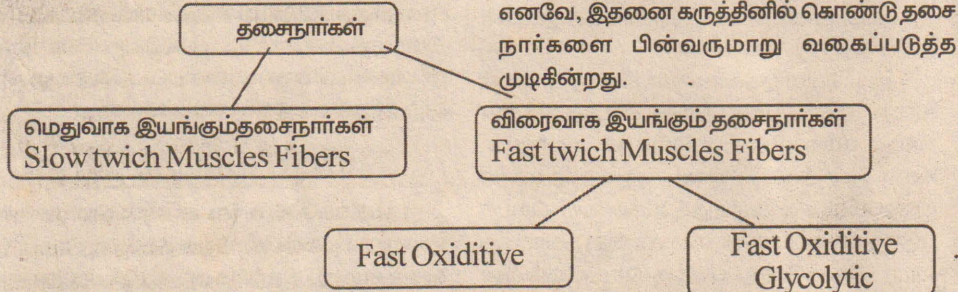 எனவே, இதனை கருத்தினில் கொண்டு தசை
நார்களை பின்வருமாறு வகைப்படுத்த
முடிகின்றது.
தசைநார்கள்
மெதுவாக இயங்கும்தசைநார்கள்
Slow twich Muscles Fibers
விரைவாக இயங்கும் தசைநார்கள்
Fast twich Muscles Fibers
Fast Oxiditive
Fast Oxiditive
Glycolytic